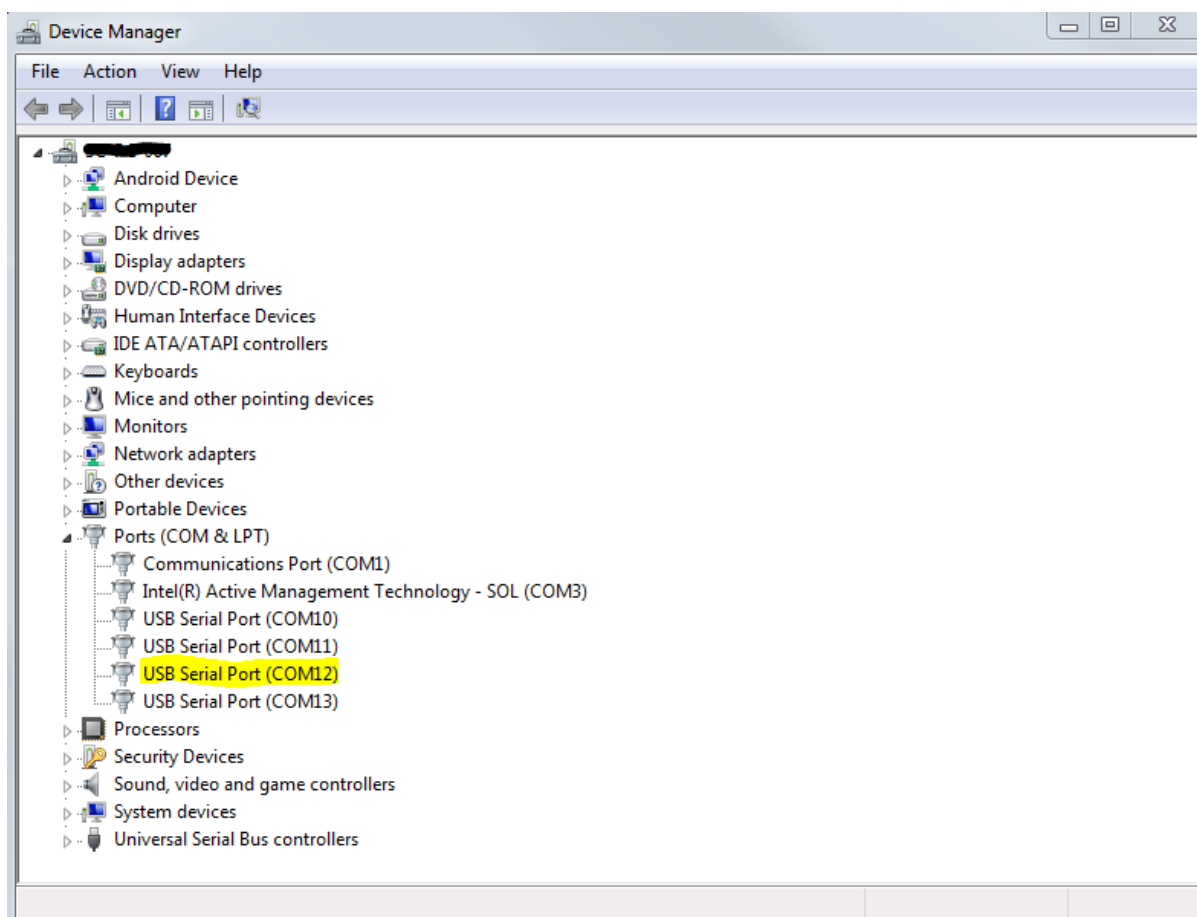 Device Manager
File Action View Help
Android Device
Computer
Disk drives
Display adapters
DVD/CD-ROM drives
Human Interface Devices
IDE ATA/ATAPI controllers
Keyboards
Mice and other pointing devices
Monitors
Network adapters
Other devices
Portable Devices
Ports (COM & LPT)
Communications Port (COM1)
Intel(R) Active Management Technology - SOL (COM3)
USB Serial Port (COM10)
USB Serial Port (COM11)
USB Serial Port (COM12)
USB Serial Port (COM13)
Processors
Security Devices
Sound, video and game controllers
System devices
Universal Serial Bus controllers